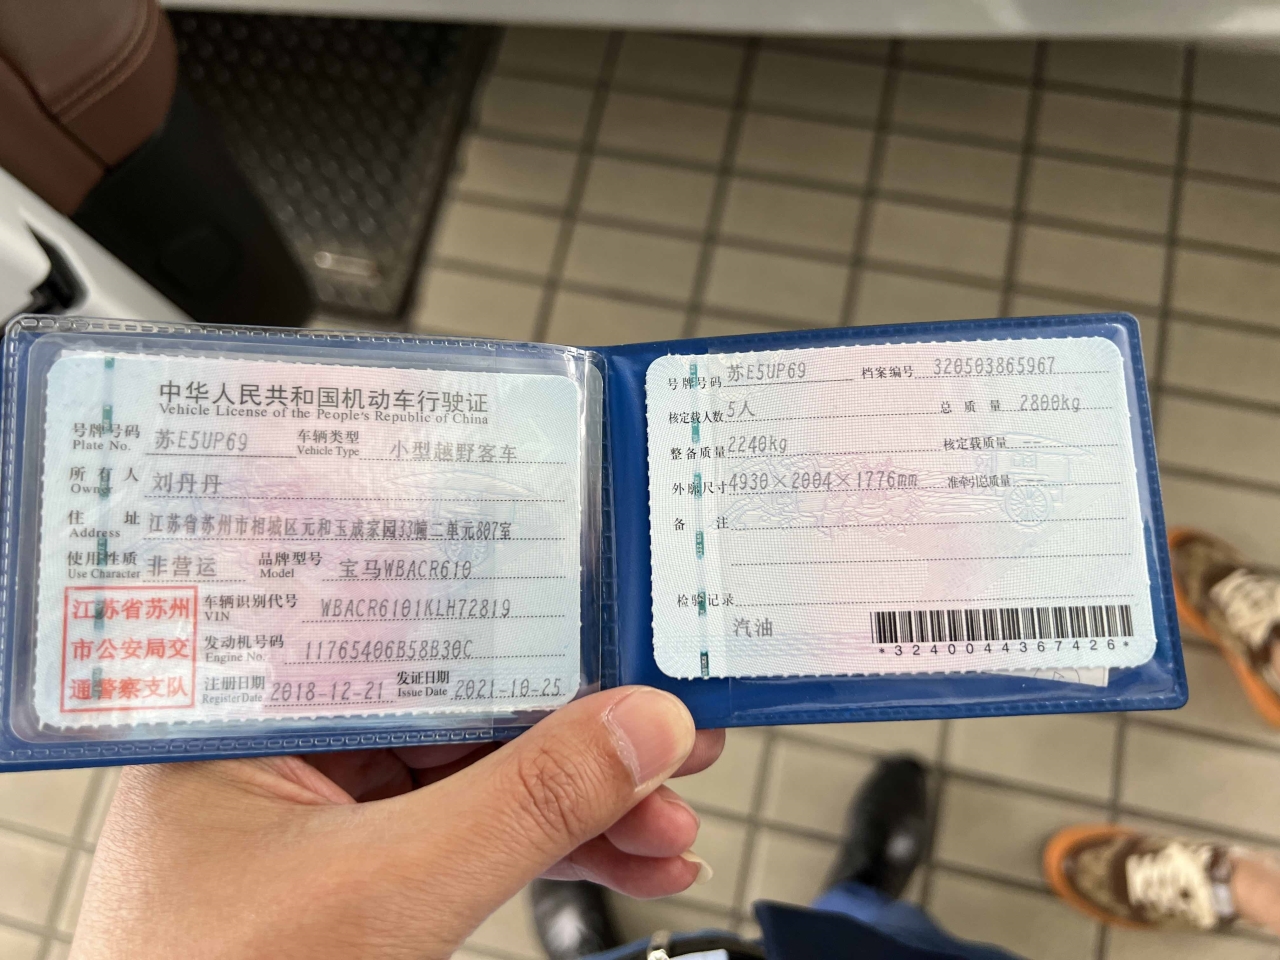 中华人民共和国机动车行驶证
Vehicle License of the People's Republic of China
号牌号码 苏E5UP69 车辆类型 小型越野客车
Plate No. Vehicle Type
所有人 刘丹丹
Owner
住址 江苏省苏州市相城区元和玉成家园33幢二单元807室
Address
使用性质 非营运 品牌型号 宝马WBACR610
Use Character Model
江苏省苏州
市公安局交
通警察支队
车辆识别代号 WBACR6101KLH72819
VIN
发动机号码 11765406B58B30C
Engine No.
注册日期 2018-12-21 发证日期 2021-10-25
Register Date Issue Date
号牌号码 苏E5UP69 档案编号 320503865967
核定载人数 5人 总质量 2800kg
整备质量 2240kg 核定载质量 --
外廓尺寸 4930×2004×1776mm 准牵引总质量 --
备注
检验记录
汽油
*3240044367426*